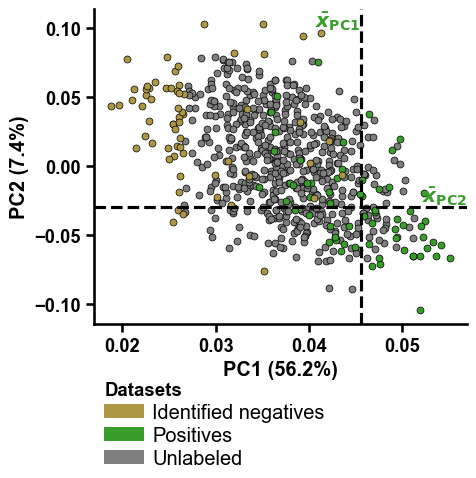 x̄PC1
0.10
0.05
0.00
−0.05
−0.10
PC2 (7.4%)
x̄PC2
0.02 0.03 0.04 0.05
PC1 (56.2%)
Datasets
Identified negatives
Positives
Unlabeled